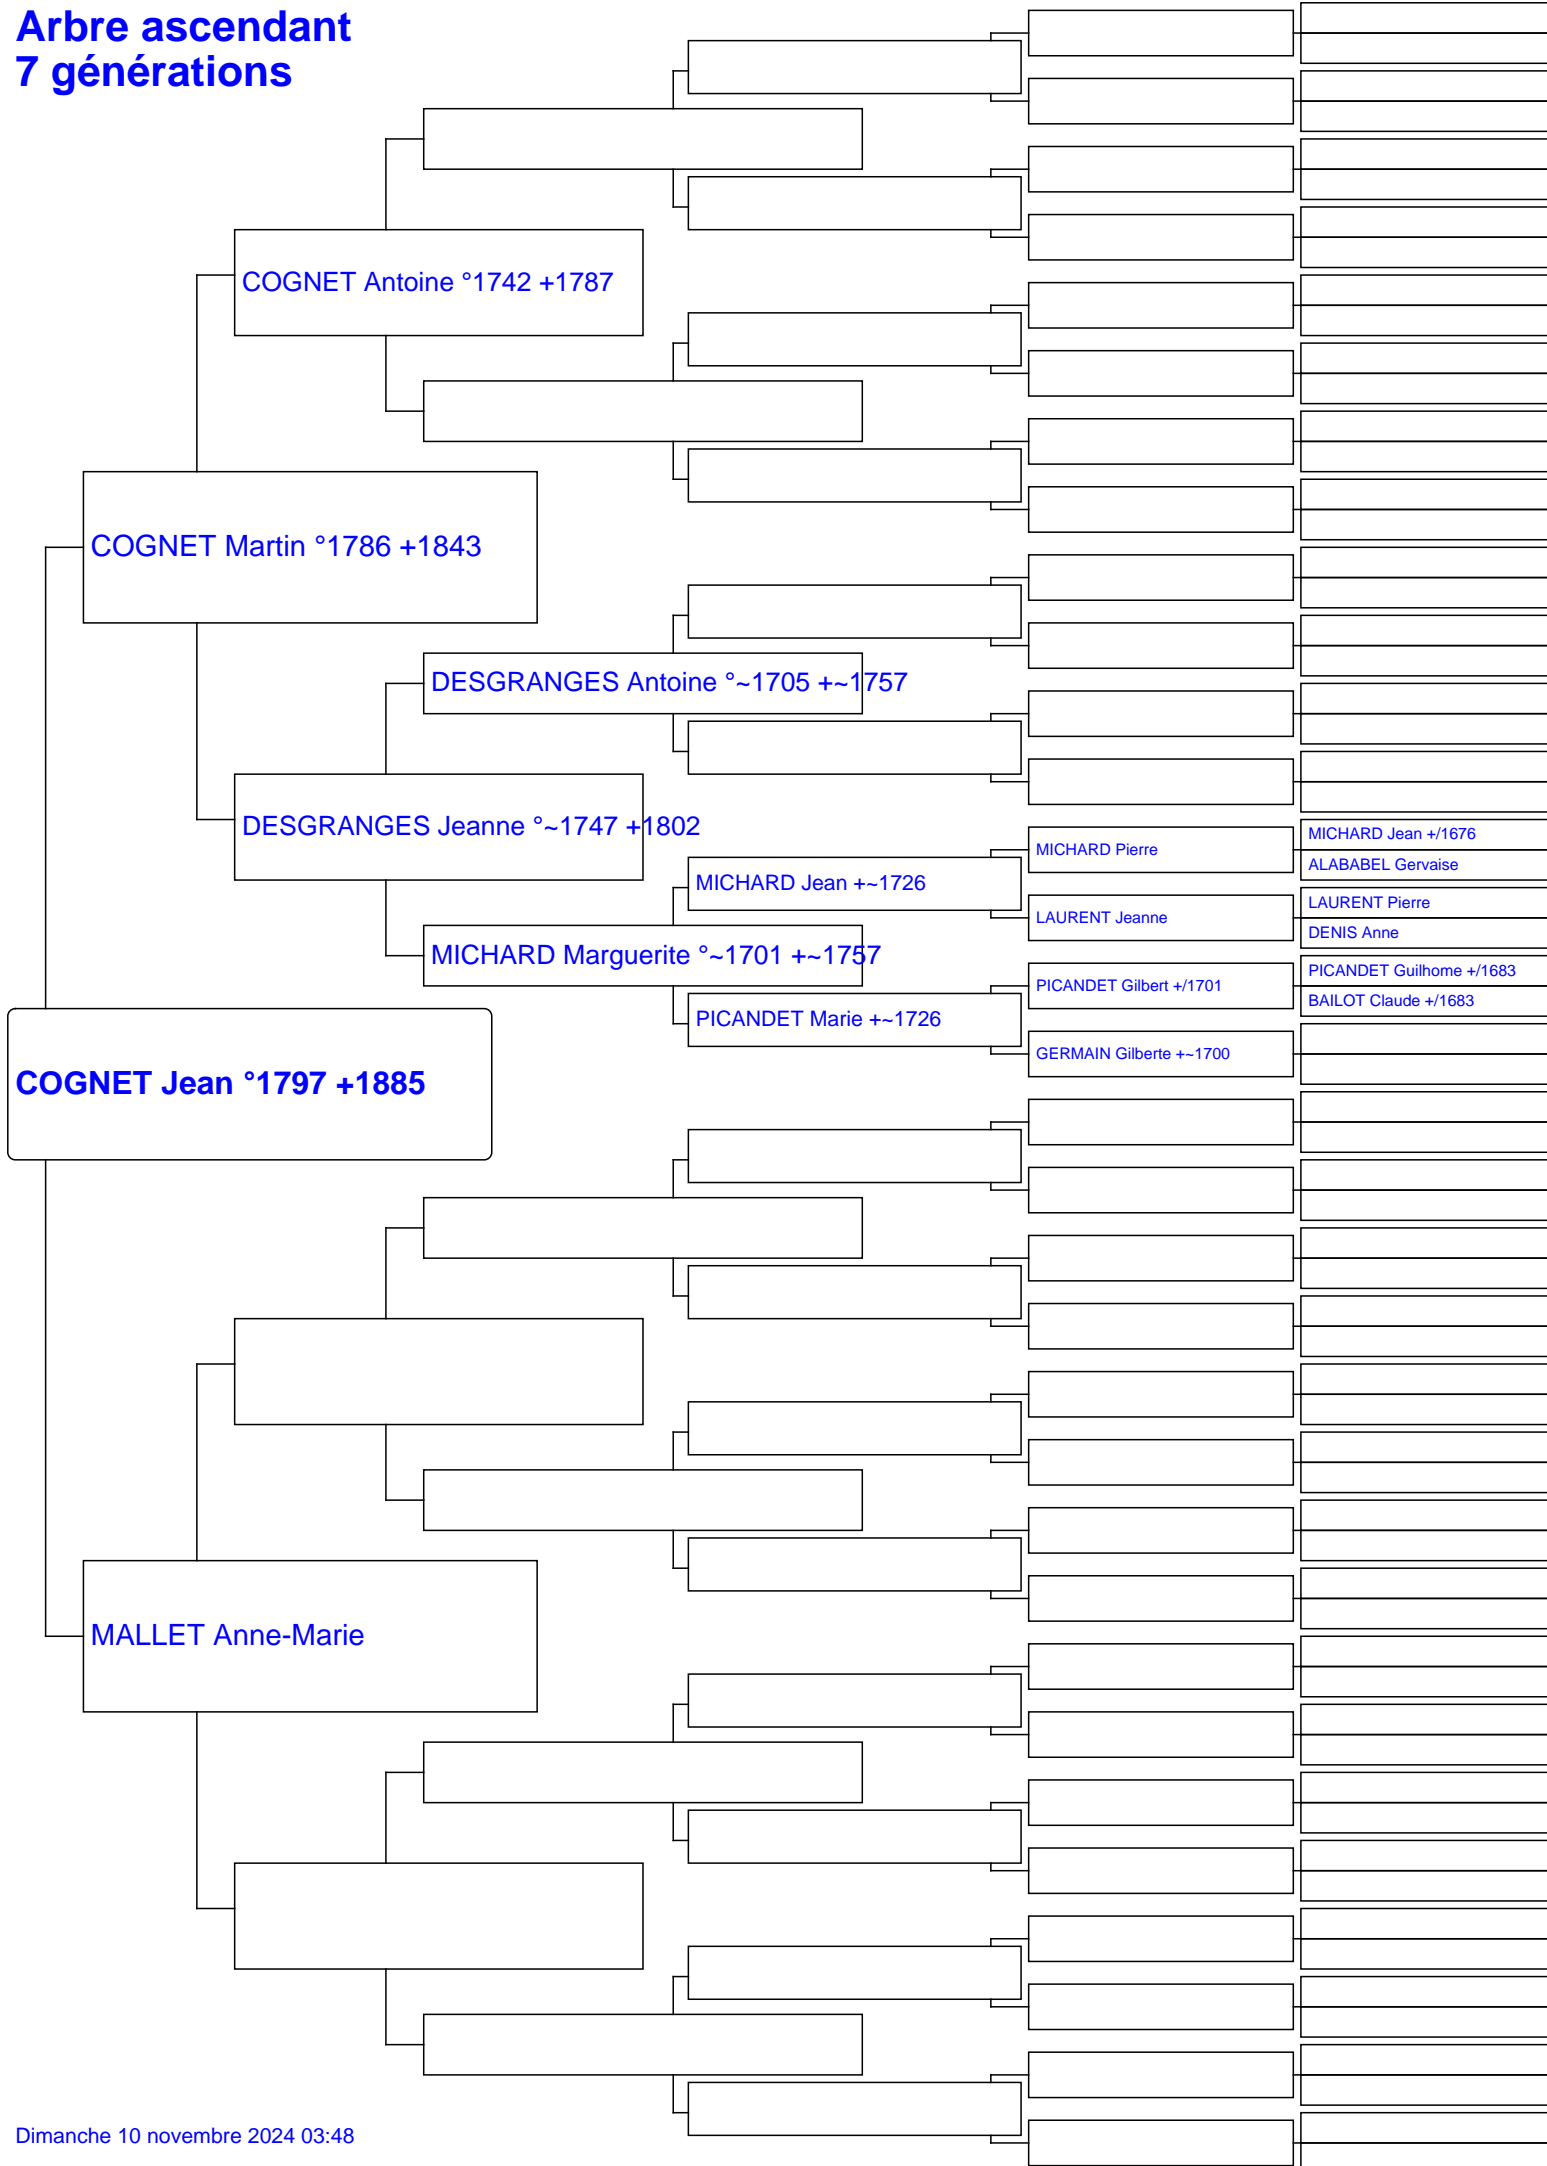 Arbre ascendant
7 générations
COGNET Antoine °1742 +1787
COGNET Martin °1786 +1843
DESGRANGES Antoine °~1705 +~1757
DESGRANGES Jeanne °~1747 +1802
MICHARD Jean +/1676
MICHARD Pierre
ALABABEL Gervaise
MICHARD Jean +~1726
LAURENT Pierre
LAURENT Jeanne
DENIS Anne
MICHARD Marguerite °~1701 +~1757
PICANDET Guilhome +/1683
PICANDET Gilbert +/1701
BAILOT Claude +/1683
PICANDET Marie +~1726
GERMAIN Gilberte +~1700
COGNET Jean °1797 +1885
MALLET Anne-Marie
Dimanche 10 novembre 2024 03:48